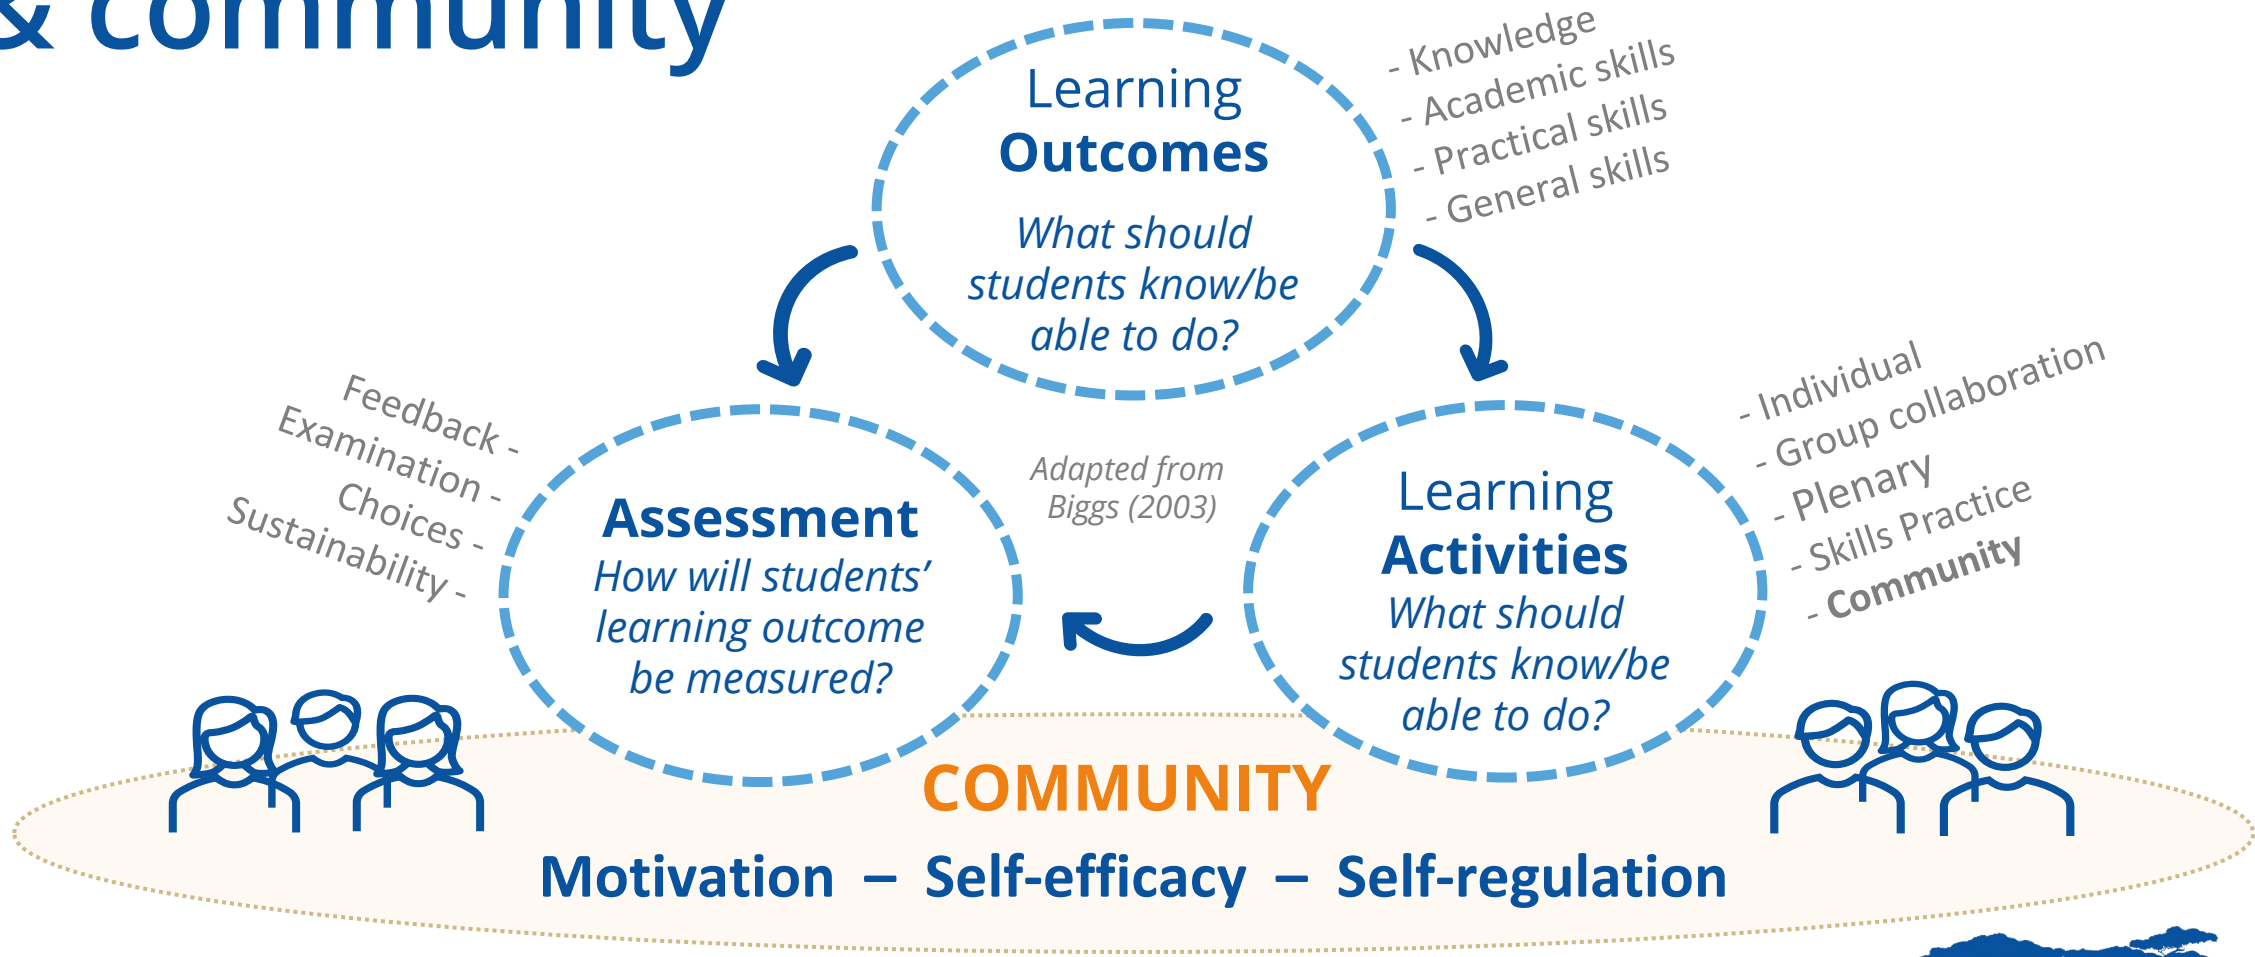 & community
Learning
Outcomes
What should
students know/be
able to do?
- Knowledge
- Academic skills
- Practical skills
- General skills
Feedback -
Examination -
Choices -
Sustainability -
Assessment
How will students’
learning outcome
be measured?
Adapted from
Biggs (2003)
Learning
Activities
What should
students know/be
able to do?
- Individual
- Group collaboration
- Plenary
- Skills Practice
- Community
COMMUNITY
Motivation – Self-efficacy – Self-regulation